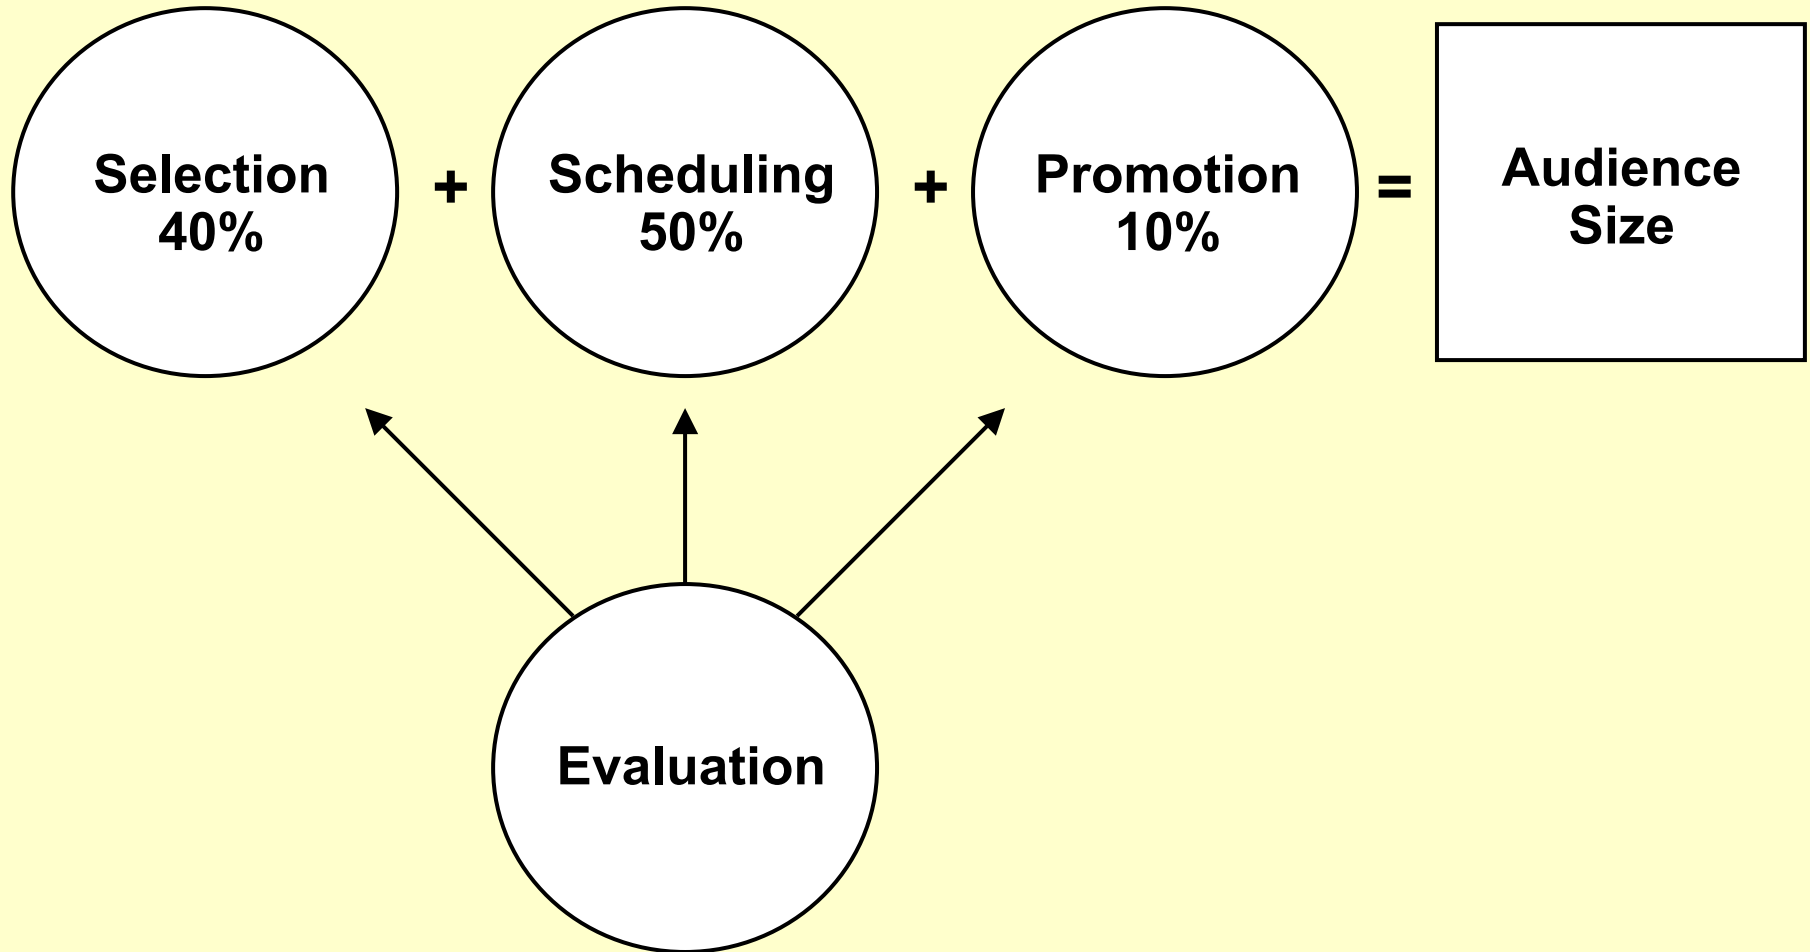 Selection
40%
+
Scheduling
50%
+
Promotion
10%
=
Audience
Size
Evaluation